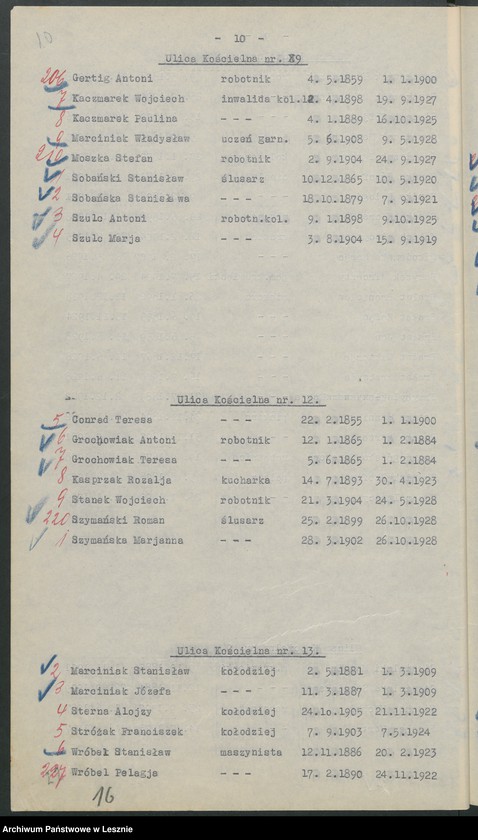 10
- 10 -
Ulica Kościelna nr. X9
206 Gertig Antoni robotnik 4. 5.1859 1. 1.1900
7 Kaczmarek Wojciech inwalida kol.12. 4.1898 19. 9.1927
8 Kaczmarek Paulina - - - 4. 1.1889 16.10.1925
9 Marciniak Władysław uczeń garn. 5. 6.1908 9. 5.1928
210 Moszka Stefan robotnik 2. 9.1904 24. 9.1927
1 Sobański Stanisław ślusarz 10.12.1865 10. 5.1920
2 Sobańska Stanisława - - - 18.10.1879 7. 9.1921
3 Szulc Antoni robotn.kol. 9. 1.1898 9.10.1925
4 Szulc Marja - - - 3. 8.1904 15. 9.1919
Ulica Kościelna nr. 12.
5 Conrad Teresa - - - 22. 2.1855 1. 1.1900
6 Grochowiak Antoni robotnik 12. 1.1865 1. 2.1884
7 Grochowiak Teresa - - - 5. 6.1865 1. 2.1884
8 Kasprzak Rozalja kucharka 14. 7.1893 30. 4.1923
9 Stanek Wojciech robotnik 21. 3.1904 24. 5.1928
220 Szymański Roman ślusarz 25. 2.1899 26.10.1928
1 Szymańska Marjanna - - - 28. 3.1902 26.10.1928
Ulica Kościelna nr. 13.
2 Marciniak Stanisław kołodziej 2. 5.1881 1. 3.1909
3 Marciniak Józefa - - - 11. 3.1887 1. 3.1909
4 Sterna Alojzy kołodziej 24.1o.1905 21.11.1922
5 Stróżak Franciszek kołodziej 7. 9.1903 7.5.1924
6 Wróbel Stanisław maszynista 12.11.1886 20. 2.1923
227 Wróbel Pelagja - - - 17. 2.1890 24.11.1922
16
Archiwum Państwowe w Lesznie